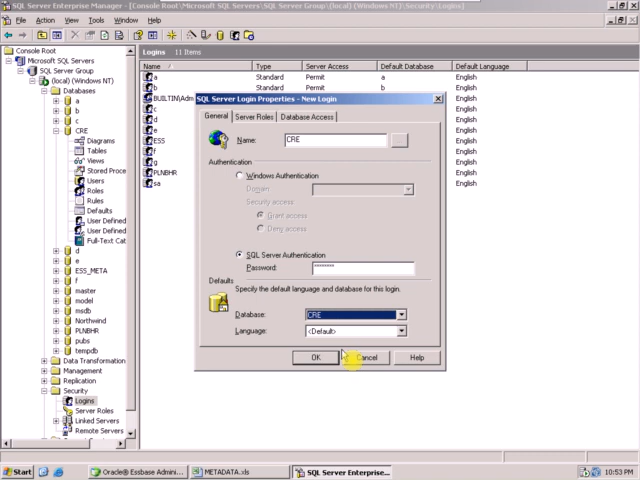 SQL Server Enterprise Manager - [Console Root\Microsoft SQL Servers\SQL Server Group\(local) (Windows NT)\Security\Logins]
File Action View Tools Window Help
Console Root
Microsoft SQL Servers
SQL Server Group
(local) (Windows NT)
Databases
a
b
c
CRE
Diagrams
Tables
Views
Stored Proce
Users
Roles
Rules
Defaults
User Defined
User Defined
Full-Text Cat
d
e
ESS_META
f
master
model
msdb
Northwind
PLNBHR
pubs
tempdb
Data Transformation
Management
Replication
Security
Logins
Server Roles
Linked Servers
Remote Servers
Logins 11 Items
Name Type Server Access Default Database Default Language
a Standard Permit a English
b Standard Permit b English
BUILTIN\Adm English
c English
d English
e English
ESS English
f English
g English
PLNBHR English
sa English
SQL Server Login Properties - New Login
General Server Roles Database Access
Name: CRE ...
Authentication
Windows Authentication
Domain:
Security access:
Grant access
Deny access
SQL Server Authentication
Password: ********
Defaults
Specify the default language and database for this login.
Database: CRE
Language: <Default>
OK Cancel Help
Start Oracle® Essbase Admini... METADATA.xls SQL Server Enterprise... 10:53 PM